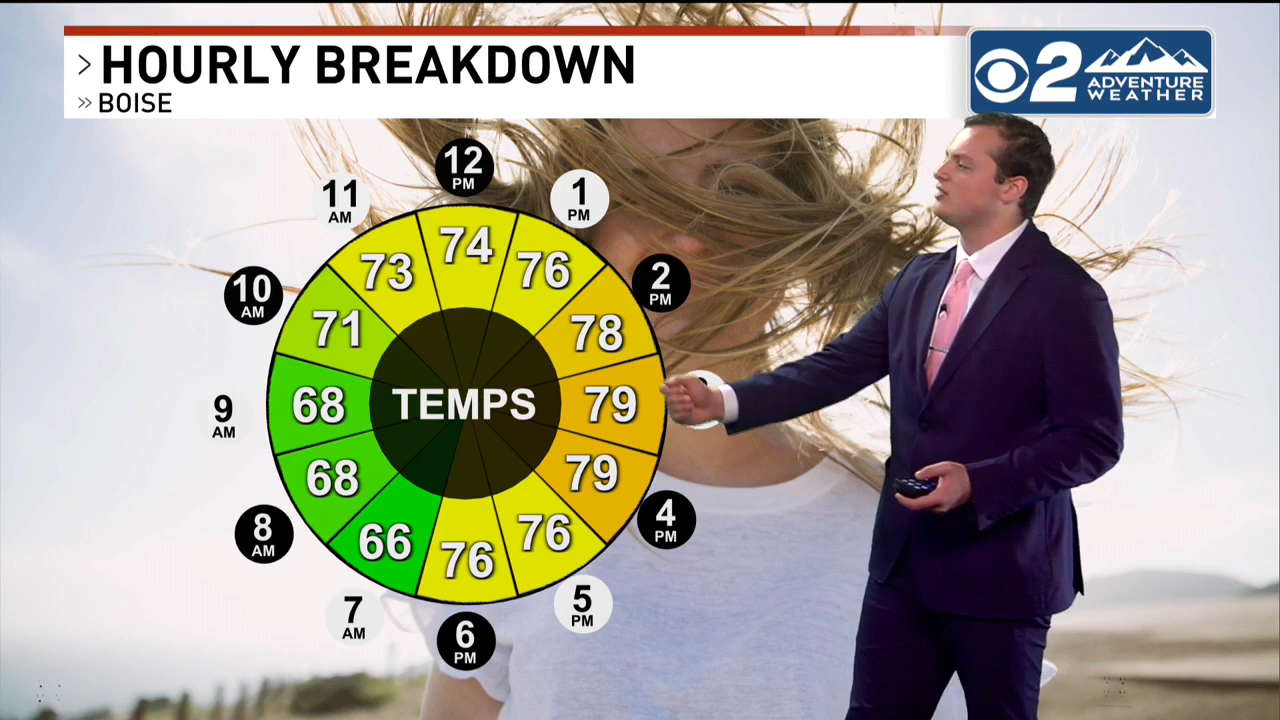 > HOURLY BREAKDOWN
» BOISE
2 ADVENTURE
WEATHER
12
PM
1
PM
2
PM
4
PM
5
PM
6
PM
7
AM
8
AM
9
AM
10
AM
11
AM
74
76
78
79
79
76
76
66
68
68
71
73
TEMPS